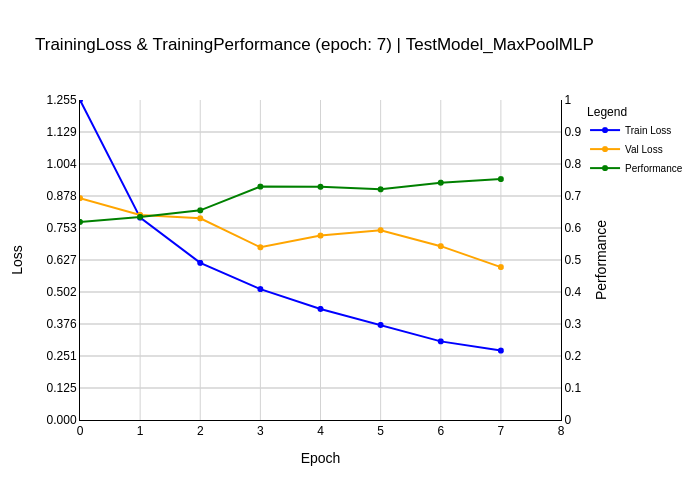 TrainingLoss & TrainingPerformance (epoch: 7) | TestModel_MaxPoolMLP
Legend
Train Loss
Val Loss
Performance
Loss
1.255
1.129
1.004
0.878
0.753
0.627
0.502
0.376
0.251
0.125
0.000
1
0.9
0.8
0.7
0.6
0.5
0.4
0.3
0.2
0.1
0
Performance
0 1 2 3 4 5 6 7 8
Epoch